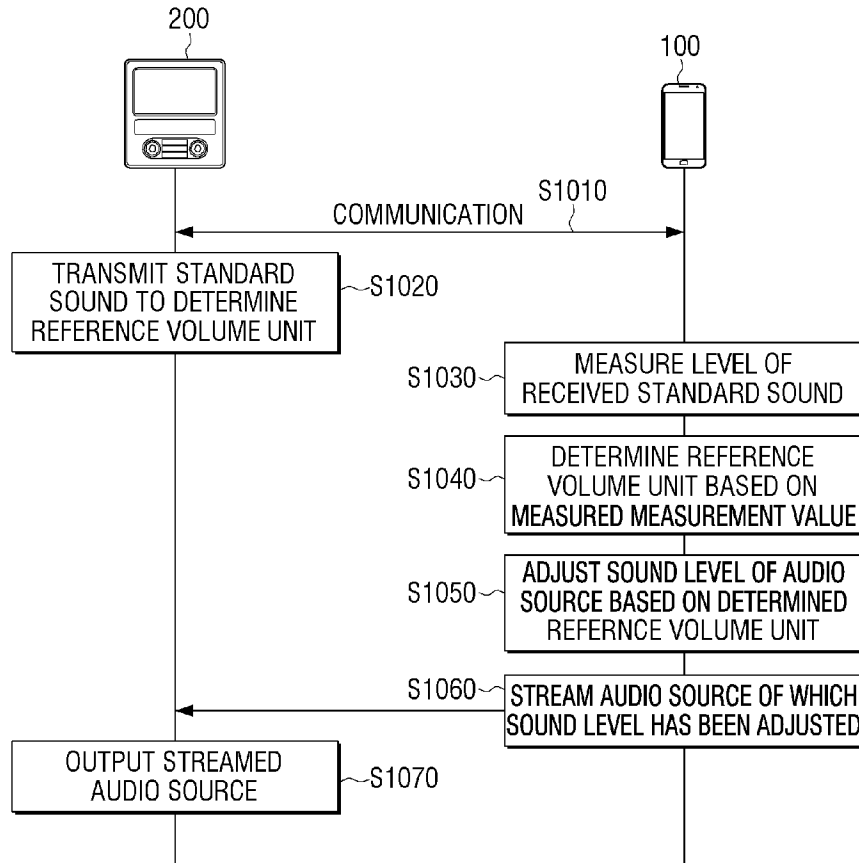 200
100
COMMUNICATION
S1010
TRANSMIT STANDARD
SOUND TO DETERMINE
REFERENCE VOLUME UNIT
S1020
S1030
MEASURE LEVEL OF
RECEIVED STANDARD SOUND
S1040
DETERMINE REFERENCE
VOLUME UNIT BASED ON
MEASURED MEASUREMENT VALUE
S1050
ADJUST SOUND LEVEL OF AUDIO
SOURCE BASED ON DETERMINED
REFERNCE VOLUME UNIT
S1060
STREAM AUDIO SOURCE OF WHICH
SOUND LEVEL HAS BEEN ADJUSTED
OUTPUT STREAMED
AUDIO SOURCE
S1070